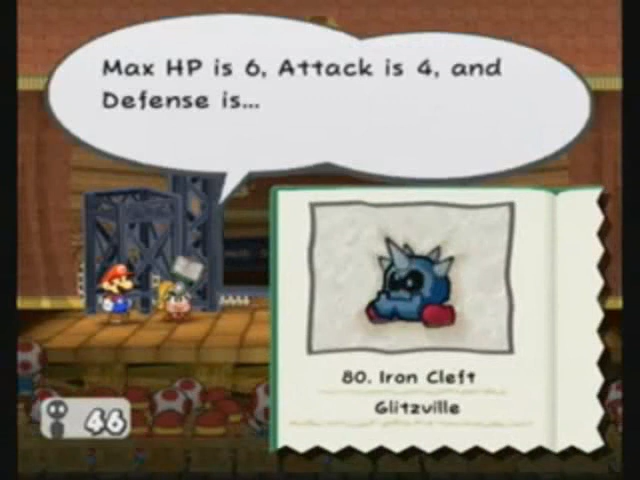 Max HP is 6, Attack is 4, and
Defense is...
80. Iron Cleft
Glitzville
46